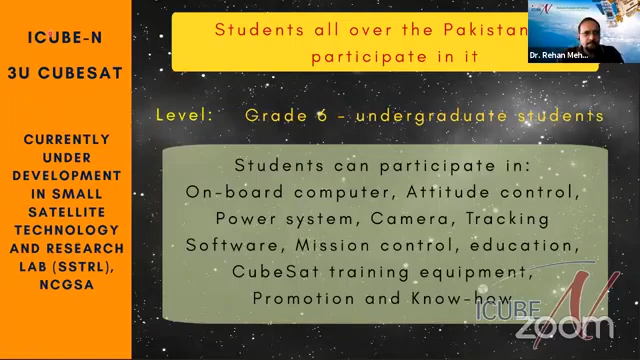 ICUBE-N
3U CUBESAT
CURRENTLY
UNDER
DEVELOPMENT
IN SMALL
SATELLITE
TECHNOLOGY
AND RESEARCH
LAB (SSTRL),
NCGSA
Students all over the Pakistan
participate in it
Level: Grade 6 - undergraduate students
Students can participate in:
On-board computer, Attitude control,
Power system, Camera, Tracking
Software, Mission control, education,
CubeSat training equipment,
Promotion and Know-how
ICUBE N
zoom
Dr. Rehan Meh...